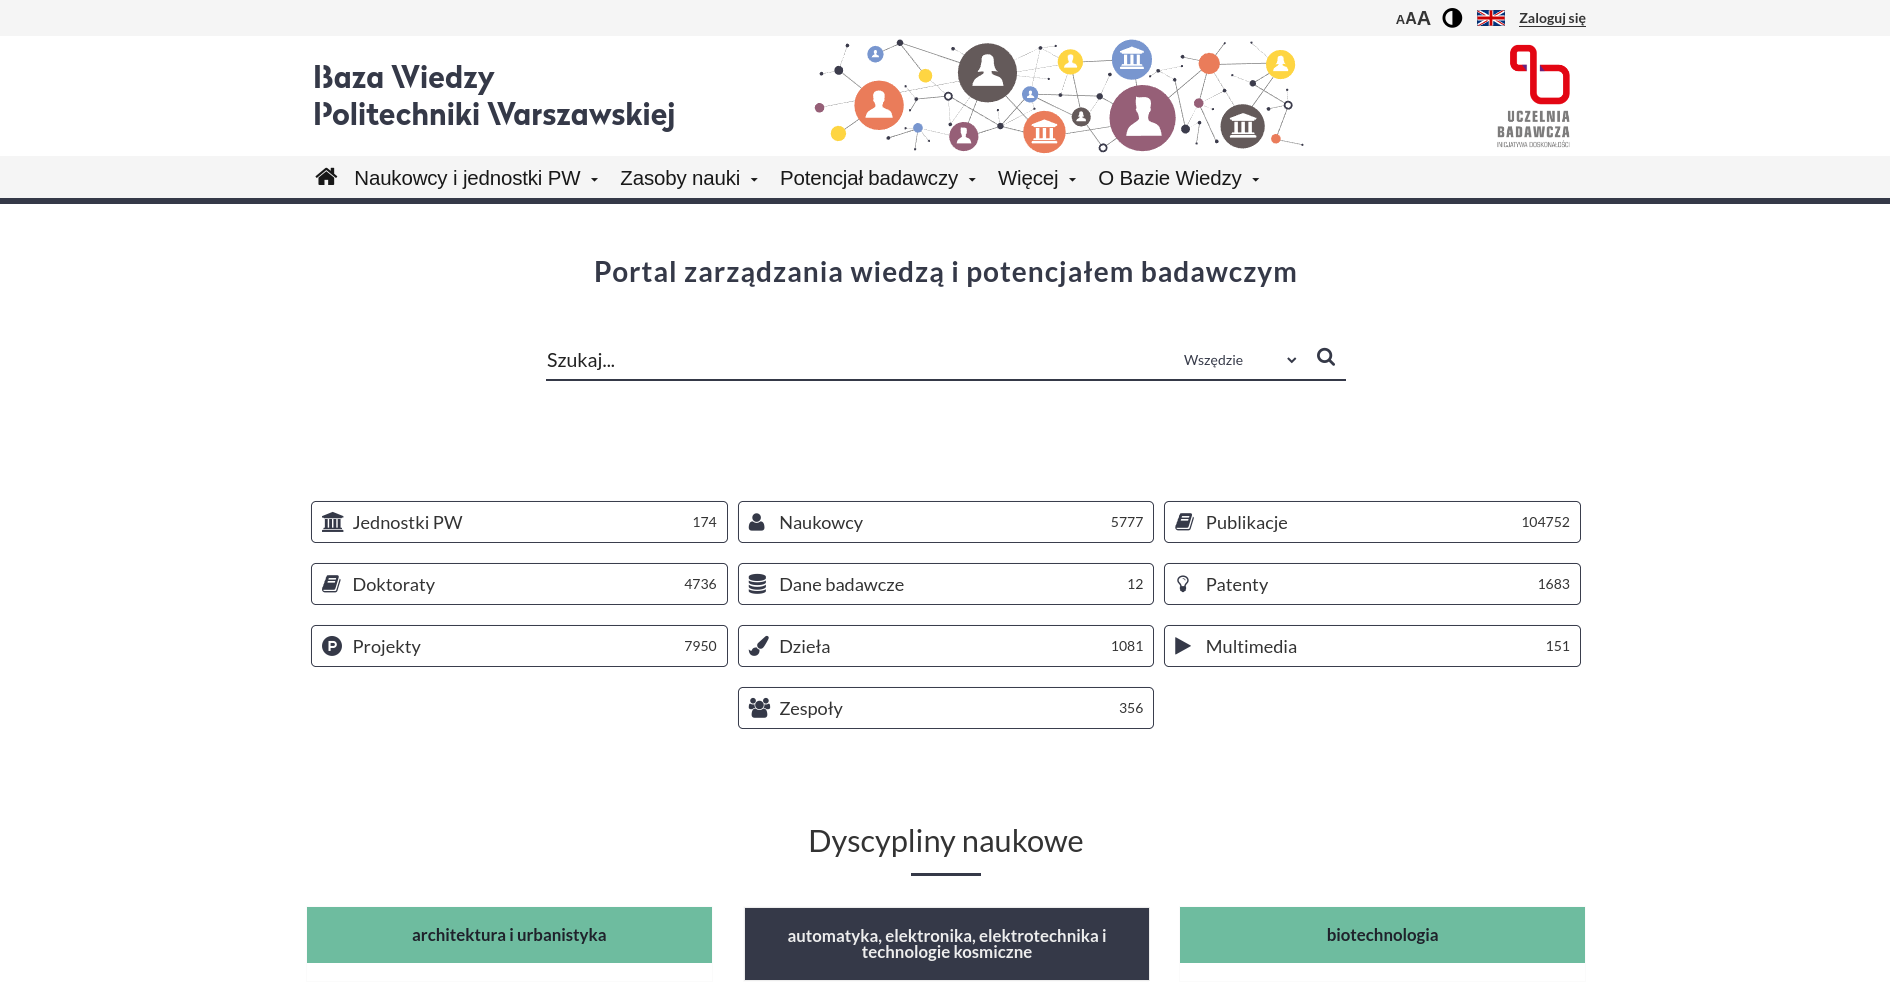 AAA Zaloguj się
Baza Wiedzy
Politechniki Warszawskiej
UCZELNIA
BADAWCZA
INICJATYWA DOSKONAŁOŚCI
Naukowcy i jednostki PW Zasoby nauki Potencjał badawczy Więcej O Bazie Wiedzy
Portal zarządzania wiedzą i potencjałem badawczym
Szukaj... Wszędzie
Jednostki PW 174 Naukowcy 5777 Publikacje 104752
Doktoraty 4736 Dane badawcze 12 Patenty 1683
P Projekty 7950 Dzieła 1081 Multimedia 151
Zespoły 356
Dyscypliny naukowe
architektura i urbanistyka
automatyka, elektronika, elektrotechnika i
technologie kosmiczne
biotechnologia